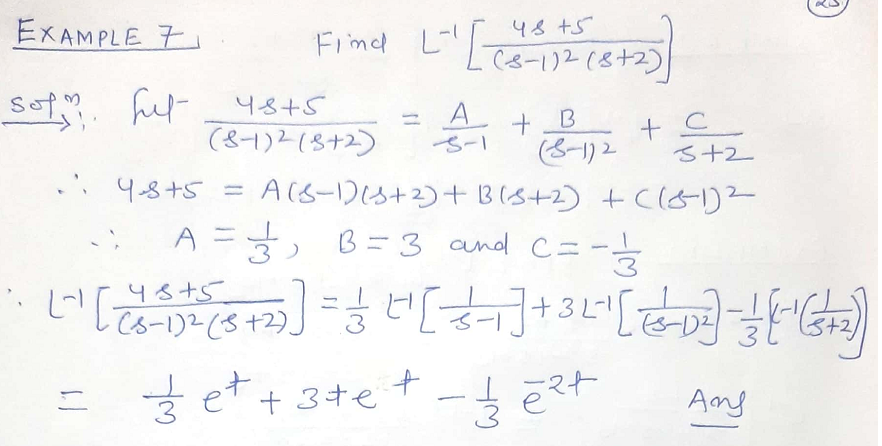 23
EXAMPLE 7. Find L⁻¹[(4s+5)/((s-1)²(s+2))]
Solⁿ: Let (4s+5)/((s-1)²(s+2)) = A/(s-1) + B/(s-1)² + C/(s+2)
∴ 4s+5 = A(s-1)(s+2) + B(s+2) + C(s-1)²
∴ A = 1/3, B = 3 and C = -1/3
∴ L⁻¹[(4s+5)/((s-1)²(s+2))] = 1/3 L⁻¹[1/(s-1)] + 3L⁻¹[1/(s-1)²] - 1/3[L⁻¹(1/(s+2))]
= 1/3 eᵗ + 3teᵗ - 1/3 e⁻²ᵗ Ans